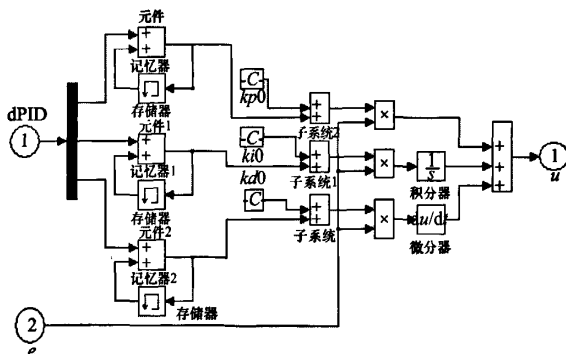 元件
+
+
记忆器
存储器
dPID
1
元件1
+
+
记忆器1
存储器
元件2
+
+
记忆器2
存储器
C
kp0
C
ki0
kd0
C
+
+
子系统2
+
+
子系统1
+
+
子系统
×
×
×
1/s
积分器
du/dt
微分器
+
+
+
1
u
2
e